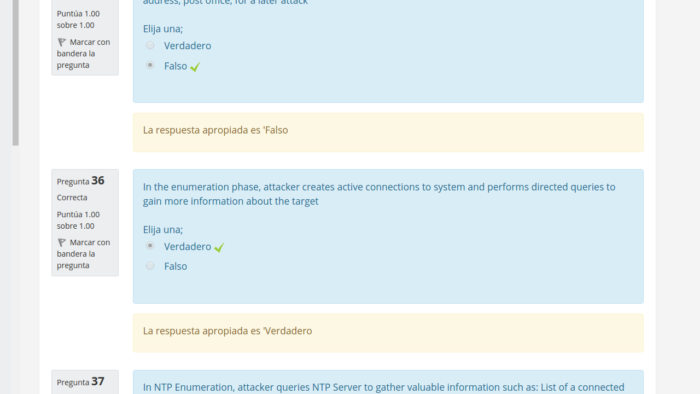 address, post office, for a later attack
Puntúa 1.00
sobre 1.00
Marcar con
bandera la
pregunta
Elija una;
Verdadero
Falso
La respuesta apropiada es 'Falso
Pregunta 36
Correcta
Puntúa 1.00
sobre 1.00
Marcar con
bandera la
pregunta
In the enumeration phase, attacker creates active connections to system and performs directed queries to
gain more information about the target
Elija una;
Verdadero
Falso
La respuesta apropiada es 'Verdadero
Pregunta 37
In NTP Enumeration, attacker queries NTP Server to gather valuable information such as: List of a connected